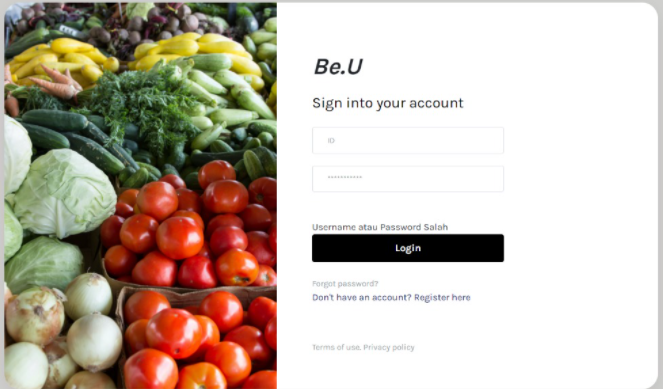 Be.U
Sign into your account
ID
***********
Username atau Password Salah
Login
Forgot password?
Don't have an account? Register here
Terms of use. Privacy policy